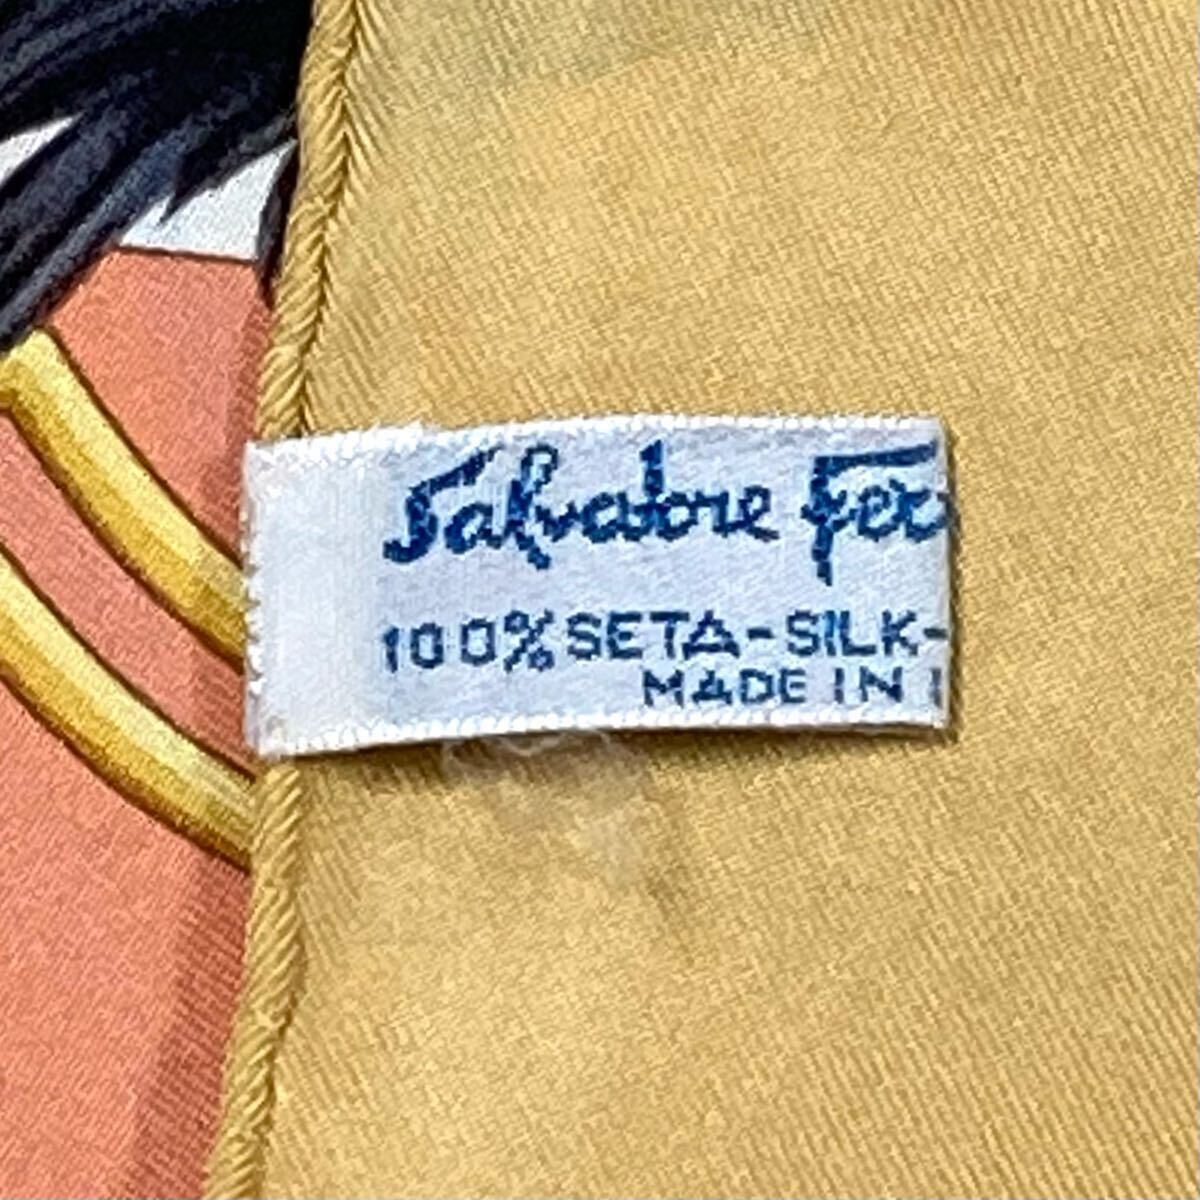 Salvatore Fer
100% SETA-SILK-
MADE IN I